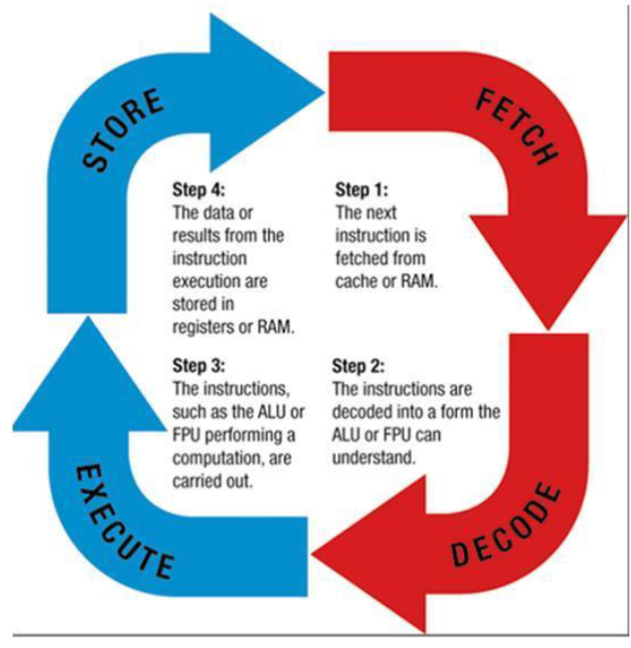 STORE
FETCH
Step 4:
The data or
results from the
instruction
execution are
stored in
registers or RAM.
Step 1:
The next
instruction is
fetched from
cache or RAM.
Step 3:
The instructions,
such as the ALU or
FPU performing a
computation, are
carried out.
Step 2:
The instructions are
decoded into a form the
ALU or FPU can
understand.
EXECUTE
DECODE